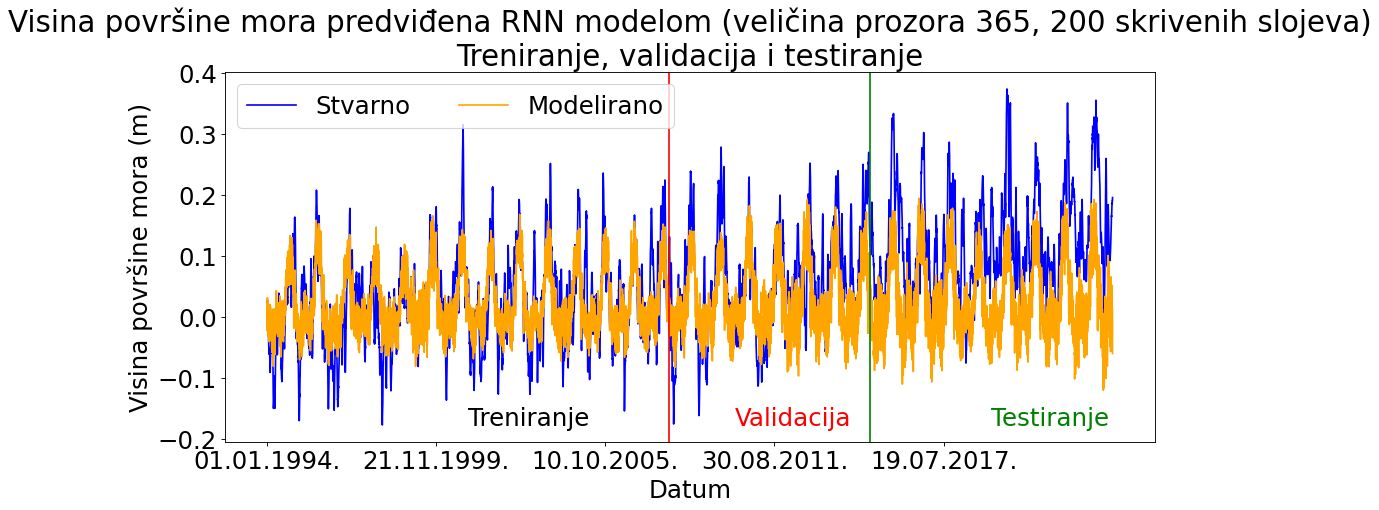 Visina površine mora predviđena RNN modelom (veličina prozora 365, 200 skrivenih slojeva)
Treniranje, validacija i testiranje
Stvarno
Modelirano
Visina površine mora (m)
0.4
0.3
0.2
0.1
0.0
−0.1
−0.2
Treniranje
Validacija
Testiranje
01.01.1994.
21.11.1999.
10.10.2005.
30.08.2011.
19.07.2017.
Datum